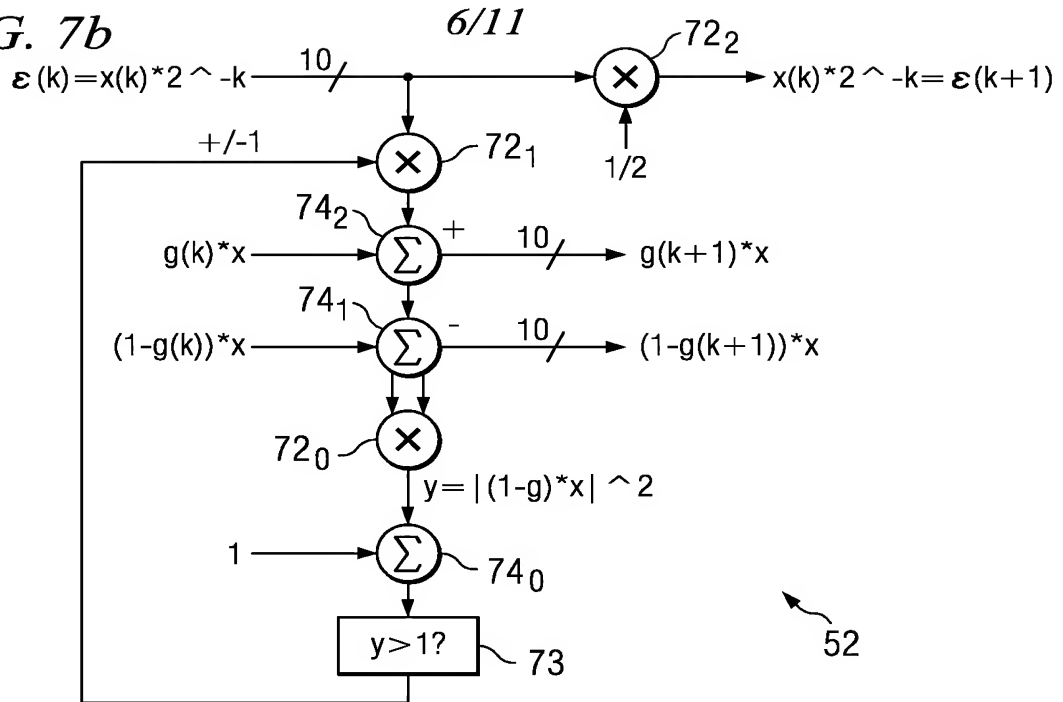 G. 7b
6/11
ε(k)=x(k)*2 ^ -k
10
72₂
x(k)*2 ^ -k= ε(k+1)
1/2
+/-1
72₁
74₂
g(k)*x
+
10
g(k+1)*x
74₁
(1-g(k))*x
-
10
(1-g(k+1))*x
72₀
y=|(1-g)*x| ^ 2
1
74₀
y>1?
73
52